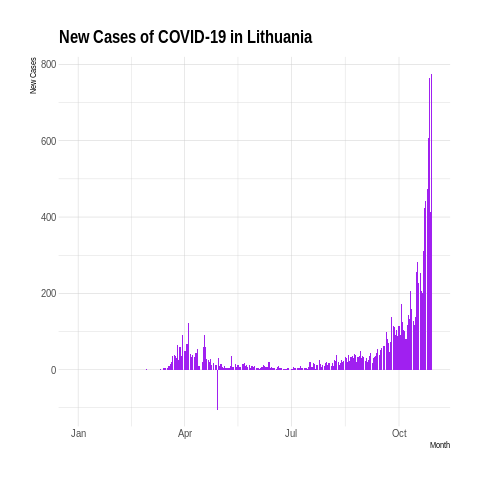 New Cases of COVID-19 in Lithuania
New Cases
800
600
400
200
0
Jan Apr Jul Oct
Month